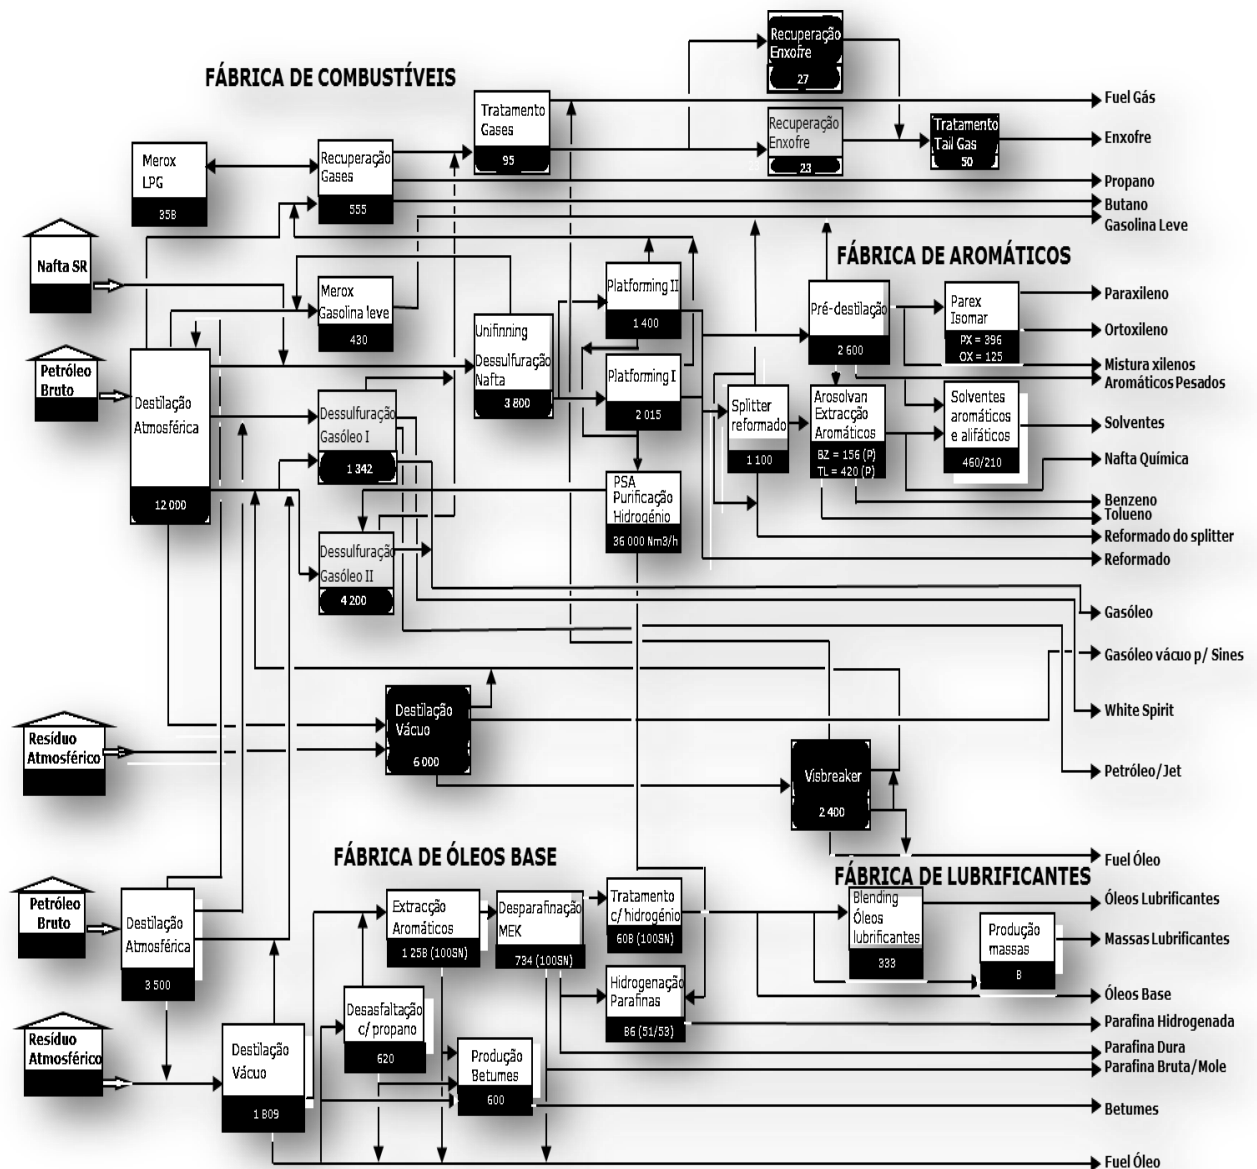 FÁBRICA DE COMBUSTÍVEIS
Recuperação
Enxofre
27
Tratamento
Gases
95
Recuperação
Enxofre
23
Tratamento
Tail Gas
50
Fuel Gás
Enxofre
Merox
LPG
358
Recuperação
Gases
555
Propano
Butano
Gasolina Leve
Nafta SR
Merox
Gasolina leve
430
Platforming II
1 400
FÁBRICA DE AROMÁTICOS
Pré-destilação
2 600
Parex
Isomar
PX = 396
OX = 125
Paraxileno
Ortoxileno
Mistura xilenos
Aromáticos Pesados
Petróleo
Bruto
Destilação
Atmosférica
12 000
Unifinning
Dessulfuração
Nafta
3 800
Platforming I
2 015
Dessulfuração
Gasóleo I
1 342
Splitter
reformado
1 100
Arosolvan
Extracção
Aromáticos
BZ = 156 (P)
TL = 420 (P)
Solventes
aromáticos
e alifáticos
460/210
Solventes
Nafta Química
Benzeno
Tolueno
Reformado do splitter
Reformado
PSA
Purificação
Hidrogénio
36 000 Nm3/h
Dessulfuração
Gasóleo II
4 200
Gasóleo
Gasóleo vácuo p/ Sines
White Spirit
Petróleo/Jet
Resíduo
Atmosférico
Destilação
Vácuo
6 000
Visbreaker
2 400
Fuel Óleo
FÁBRICA DE ÓLEOS BASE
FÁBRICA DE LUBRIFICANTES
Petróleo
Bruto
Destilação
Atmosférica
3 500
Extracção
Aromáticos
1 258 (100SN)
Desparafinação
MEK
734 (100SN)
Tratamento
c/hidrogénio
608 (100SN)
Blending
Óleos
lubrificantes
333
Produção
massas
8
Óleos Lubrificantes
Massas Lubrificantes
Óleos Base
Hidrogenação
Parafinas
86 (51/53)
Parafina Hidrogenada
Parafina Dura
Parafina Bruta/Mole
Resíduo
Atmosférico
Destilação
Vácuo
1 809
Desasfaltação
c/ propano
620
Produção
Betumes
600
Betumes
Fuel Óleo